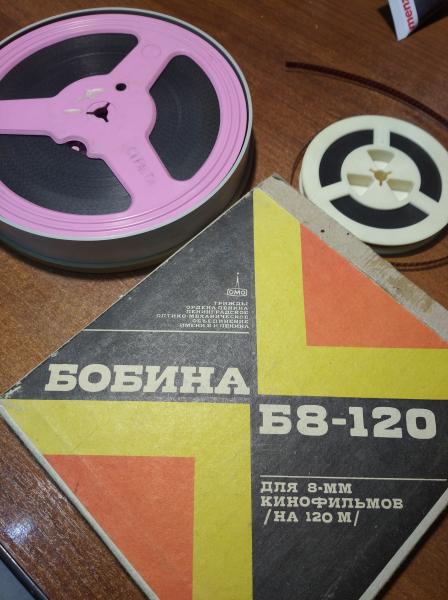 ЛОМО
ТРИЖДЫ
ОРДЕНА ЛЕНИНА
ЛЕНИНГРАДСКОЕ
ОПТИКО-МЕХАНИЧЕСКОЕ
ОБЪЕДИНЕНИЕ
ИМЕНИ В.И.ЛЕНИНА
БОБИНА
Б8-120
ДЛЯ 8-ММ
КИНОФИЛЬМОВ
/НА 120 М/